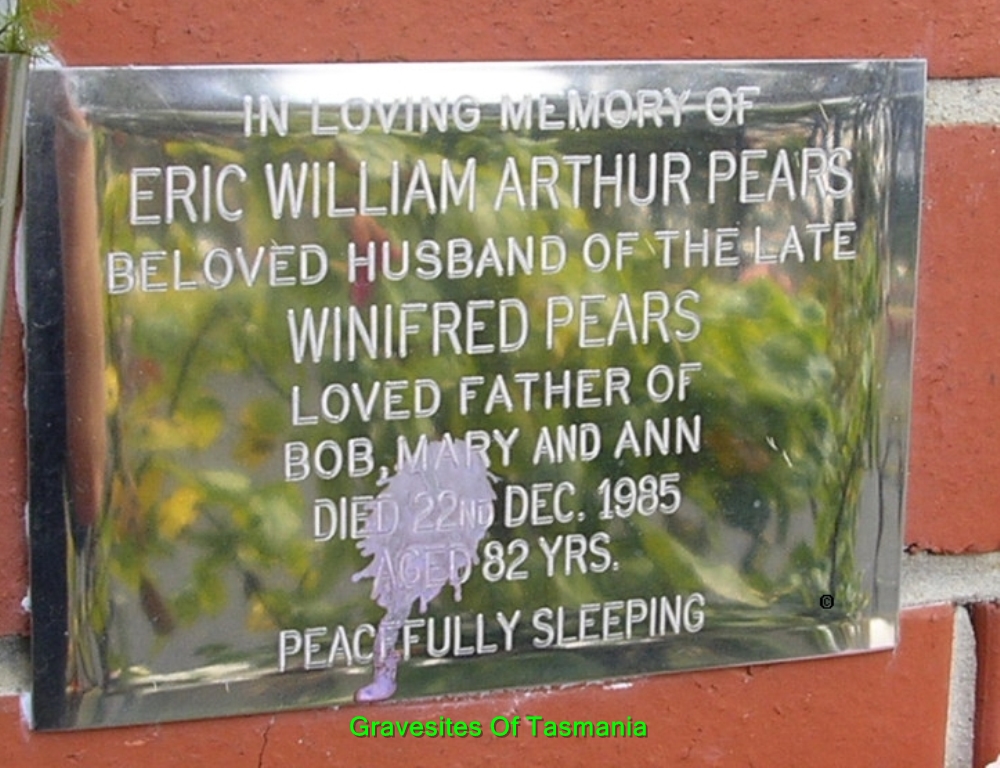 IN LOVING MEMORY OF
ERIC WILLIAM ARTHUR PEARS
BELOVED HUSBAND OF THE LATE
WINIFRED PEARS
LOVED FATHER OF
BOB, MARY AND ANN
DIED 22ND DEC. 1985
AGED 82 YRS.
PEACEFULLY SLEEPING
©
Gravesites Of Tasmania